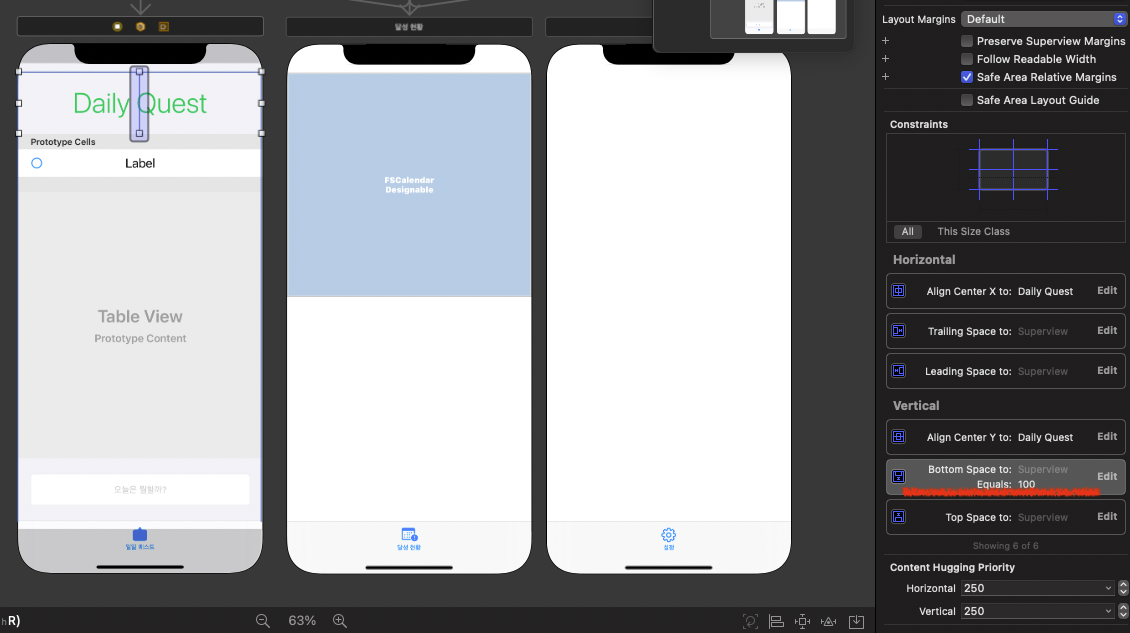 달성 현황
Daily Quest
Prototype Cells
Label
Table View
Prototype Content
오늘은 뭘할까?
일일 퀘스트
FSCalendar
Designable
달성 현황
설정
R)
63%
Layout Margins Default
Preserve Superview Margins
Follow Readable Width
Safe Area Relative Margins
Safe Area Layout Guide
Constraints
All This Size Class
Horizontal
Align Center X to: Daily Quest Edit
Trailing Space to: Superview Edit
Leading Space to: Superview Edit
Vertical
Align Center Y to: Daily Quest Edit
Bottom Space to: Superview
Equals: 100 Edit
Top Space to: Superview Edit
Showing 6 of 6
Content Hugging Priority
Horizontal 250
Vertical 250